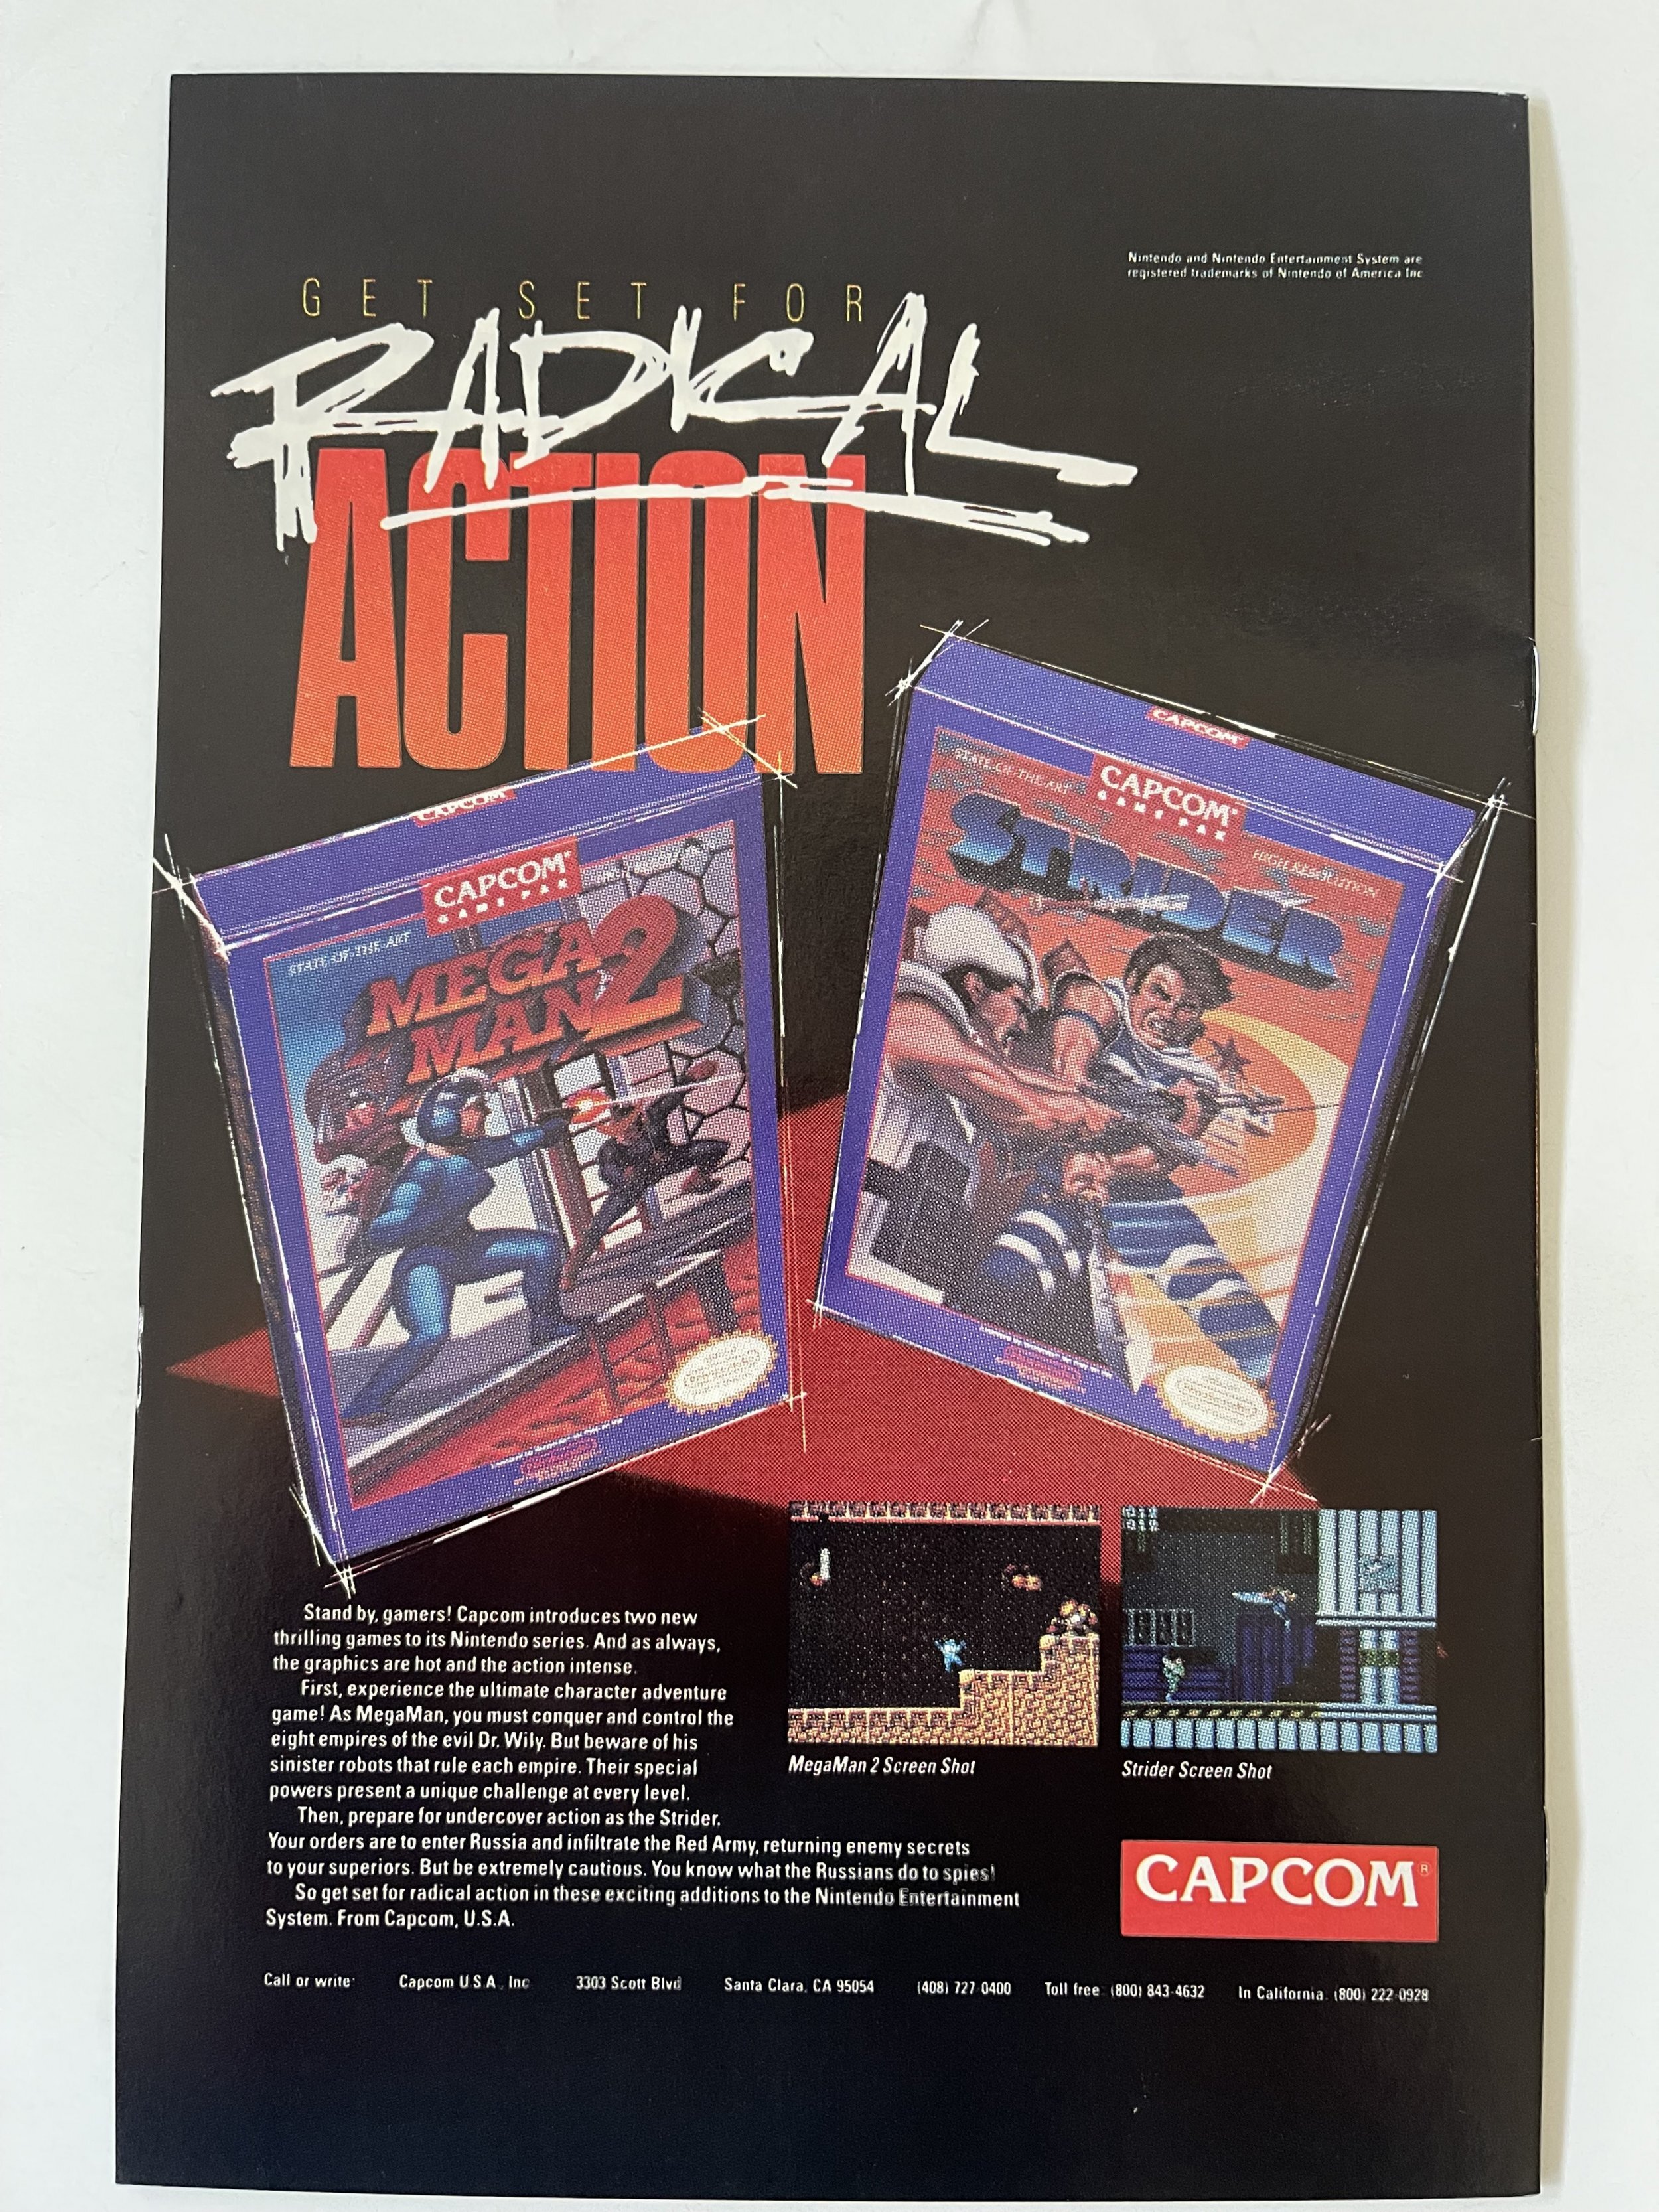 Nintendo and Nintendo Entertainment System are
registered trademarks of Nintendo of America Inc
GET SET FOR
RADICAL
ACTION
CAPCOM
CAPCOM®
GAME PAK
STATE-OF-THE-ART
MEGA
MAN 2
CAPCOM
STATE-OF-THE-ART
CAPCOM®
GAME PAK
HIGH RESOLUTION
STRIDER
Stand by, gamers! Capcom introduces two new
thrilling games to its Nintendo series. And as always,
the graphics are hot and the action intense.
First, experience the ultimate character adventure
game! As MegaMan, you must conquer and control the
eight empires of the evil Dr. Wily. But beware of his
sinister robots that rule each empire. Their special
powers present a unique challenge at every level.
Then, prepare for undercover action as the Strider.
Your orders are to enter Russia and infiltrate the Red Army, returning enemy secrets
to your superiors. But be extremely cautious. You know what the Russians do to spies!
So get set for radical action in these exciting additions to the Nintendo Entertainment
System. From Capcom, U.S.A.
MegaMan 2 Screen Shot
Strider Screen Shot
CAPCOM®
Call or write: Capcom U.S.A., Inc. 3303 Scott Blvd Santa Clara, CA 95054 (408) 727-0400 Toll free: (800) 843-4632 In California: (800) 222-0928